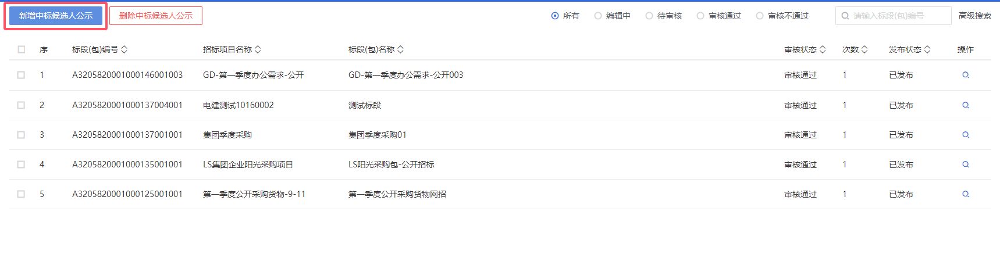 新增中标候选人公示 删除中标候选人公示 所有 编辑中 待审核 审核通过 审核不通过 请输入标段(包)编号 高级搜索
序 标段(包)编号 招标项目名称 标段(包)名称 审核状态 次数 发布状态 操作
1 A3205820001000146001003 GD-第一季度办公需求-公开 GD-第一季度办公需求-公开003 审核通过 1 已发布
2 A3205820001000137004001 电建测试10160002 测试标段 审核通过 1 已发布
3 A3205820001000137001001 集团季度采购 集团季度采购01 审核通过 1 已发布
4 A3205820001000135001001 LS集团企业阳光采购项目 LS阳光采购包-公开招标 审核通过 1 已发布
5 A3205820001000125001001 第一季度公开采购货物-9-11 第一季度公开采购货物网招 审核通过 1 已发布